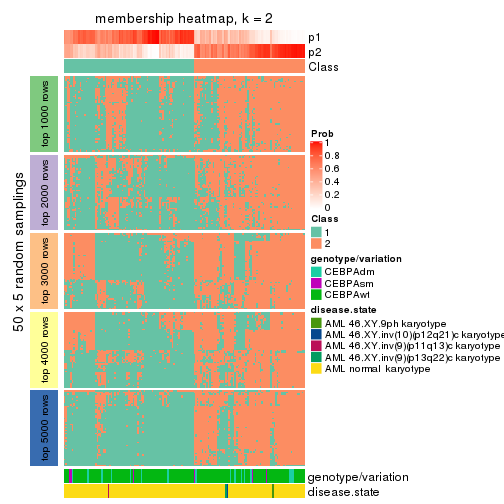 membership heatmap, k = 2
p1
p2
Class
50 x 5 random samplings
top 1000 rows
top 2000 rows
top 3000 rows
top 4000 rows
top 5000 rows
Prob
1
0.8
0.6
0.4
0.2
0
Class
1
2
genotype/variation
CEBPAdm
CEBPAsm
CEBPAwt
disease.state
AML 46.XY.9ph karyotype
AML 46.XY.inv(10)(p12q21)c karyotype
AML 46.XY.inv(9)(p11q13)c karyotype
AML 46.XY.inv(9)(p13q22)c karyotype
AML normal karyotype
genotype/variation
disease.state